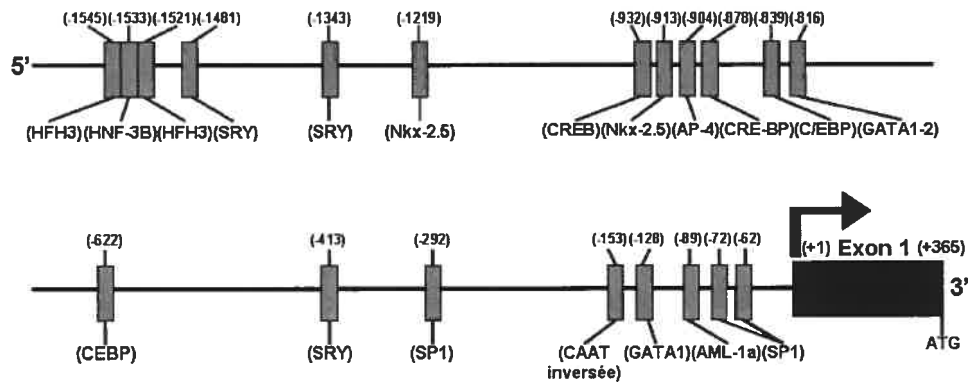 (-1545)(-1533)(-1521)(-1481) (-1343) (-1219) (-932)(-913)(-904)(-878)(-839)(-816)
5'
(HFH3)(HNF-3B)(HFH3)(SRY) (SRY) (Nkx-2.5) (CREB)(Nkx-2.5)(AP-4)(CRE-BP)(C/EBP)(GATA1-2)
(-622) (-413) (-292) (-153)(-128) (-89)(-72)(-62)
(+1) Exon 1 (+365)
3'
(CEBP) (SRY) (SP1) (CAAT (GATA1)(AML-1a)(SP1) ATG
inversée)